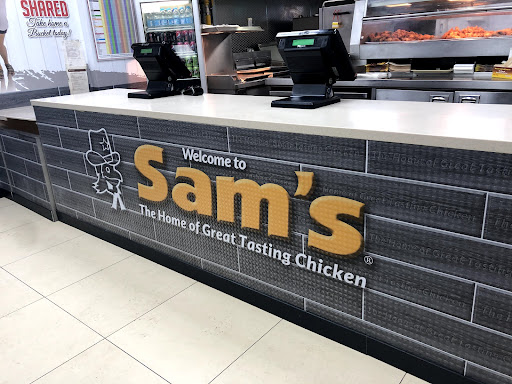 SHARED
Take home a
Bucket today!
Welcome to
Sam's
The Home of Great Tasting Chicken
®